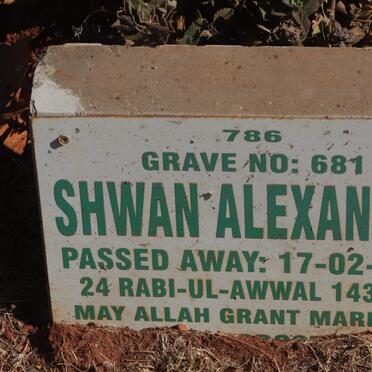 786
GRAVE NO: 681
SHWAN ALEXAN
PASSED AWAY: 17-02-
24 RABI-UL-AWWAL 143
MAY ALLAH GRANT MAR